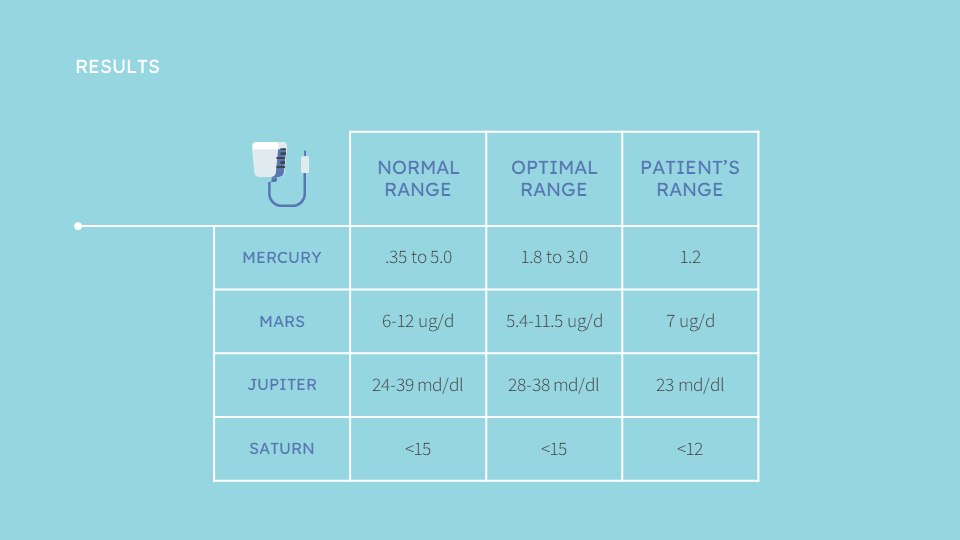 RESULTS
NORMAL RANGE OPTIMAL RANGE PATIENT’S RANGE
MERCURY .35 to 5.0 1.8 to 3.0 1.2
MARS 6-12 ug/d 5.4-11.5 ug/d 7 ug/d
JUPITER 24-39 md/dl 28-38 md/dl 23 md/dl
SATURN <15 <15 <12